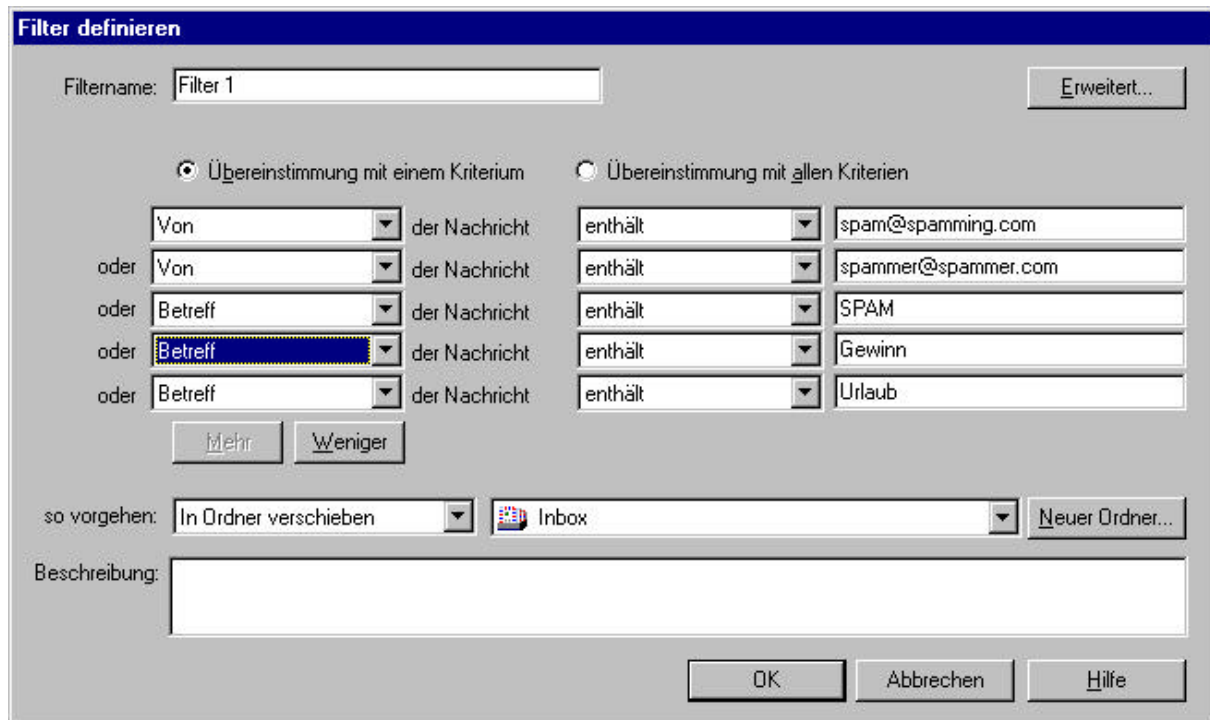 Filter definieren
Filtername: Filter 1 Erweitert...
Übereinstimmung mit einem Kriterium Übereinstimmung mit allen Kriterien
Von der Nachricht enthält spam@spamming.com
oder Von der Nachricht enthält spammer@spammer.com
oder Betreff der Nachricht enthält SPAM
oder Betreff der Nachricht enthält Gewinn
oder Betreff der Nachricht enthält Urlaub
Mehr Weniger
so vorgehen: In Ordner verschieben Inbox Neuer Ordner...
Beschreibung:
OK Abbrechen Hilfe